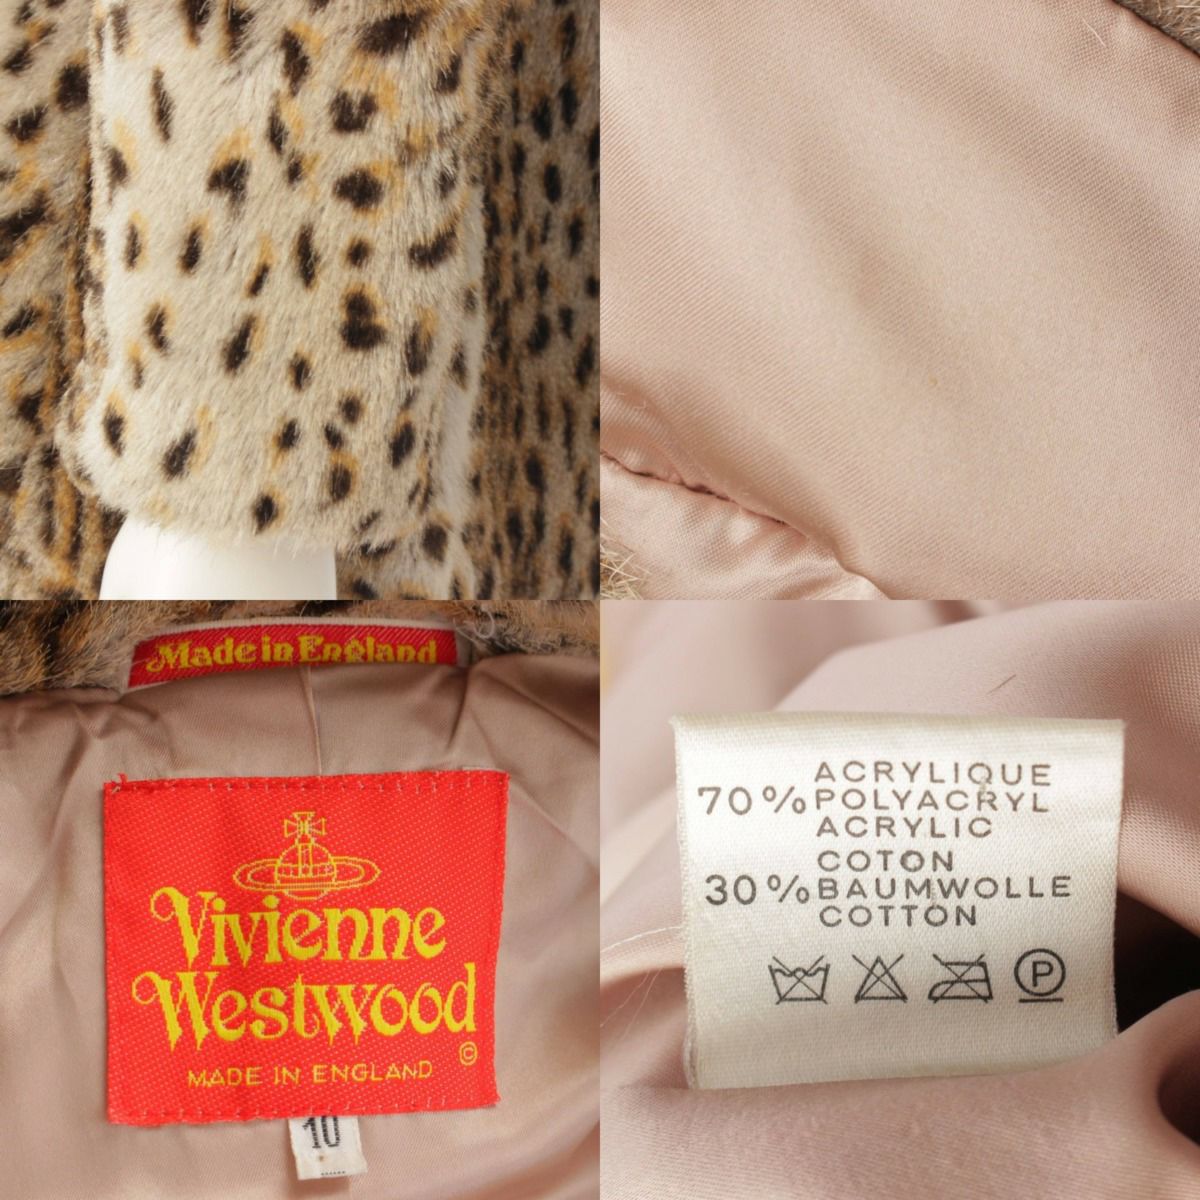 Made in England
Vivienne
Westwood
©
MADE IN ENGLAND
10
ACRYLIQUE
70% POLYACRYL
ACRYLIC
COTON
30% BAUMWOLLE
COTTON
P